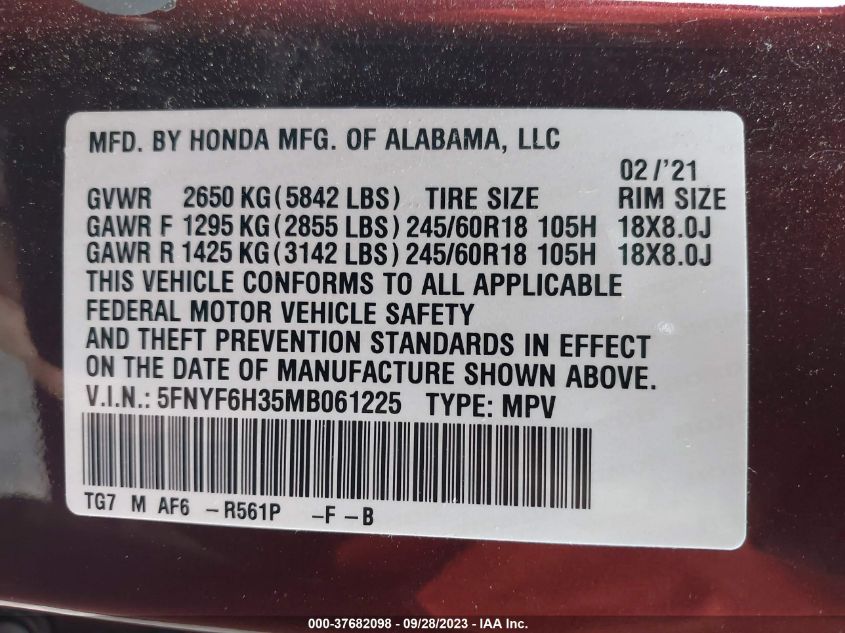 MFD. BY HONDA MFG. OF ALABAMA, LLC
02/'21
GVWR 2650 KG(5842 LBS) TIRE SIZE RIM SIZE
GAWR F 1295 KG(2855 LBS) 245/60R18 105H 18X8.0J
GAWR R 1425 KG(3142 LBS) 245/60R18 105H 18X8.0J
THIS VEHICLE CONFORMS TO ALL APPLICABLE
FEDERAL MOTOR VEHICLE SAFETY
AND THEFT PREVENTION STANDARDS IN EFFECT
ON THE DATE OF MANUFACTURE SHOWN ABOVE.
V.I.N.: 5FNYF6H35MB061225 TYPE: MPV
TG7 M AF6 -R561P -F -B
000-37682098 - 09/28/2023 - IAA Inc.